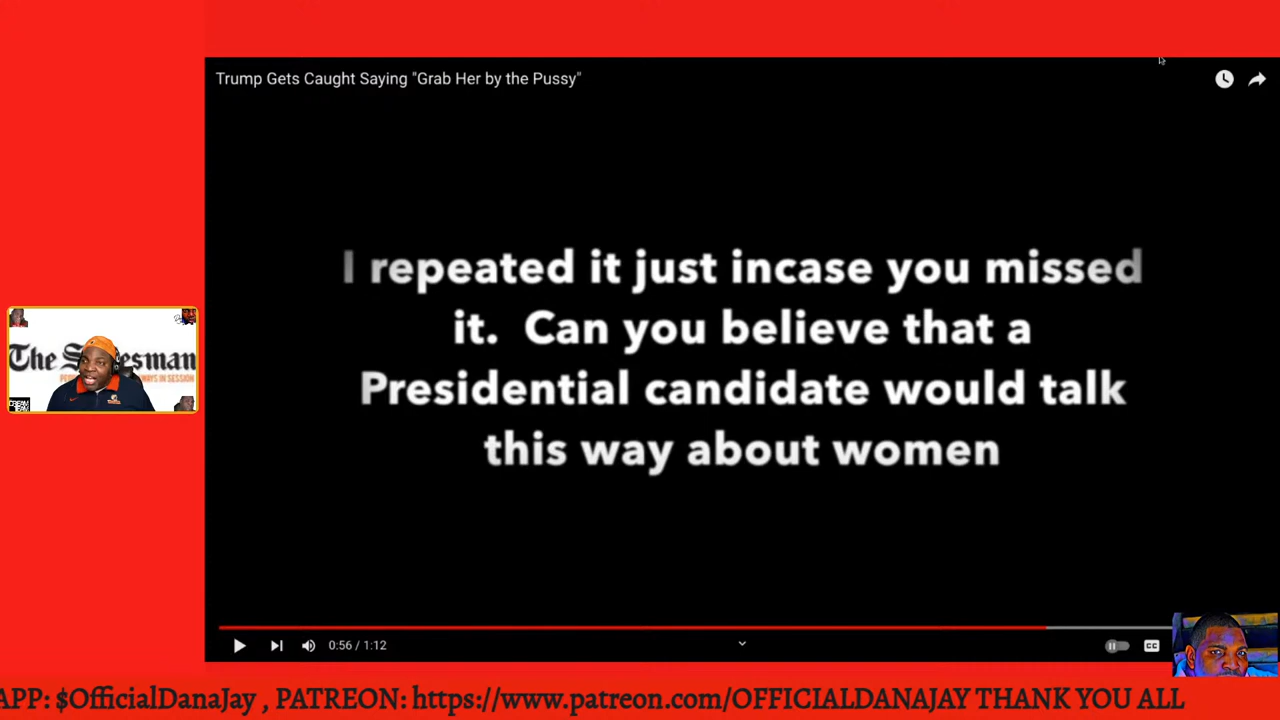 Trump Gets Caught Saying "Grab Her by the Pussy"
I repeated it just incase you missed
it. Can you believe that a
Presidential candidate would talk
this way about women
The
0:56 / 1:12
CC
APP: $OfficialDanaJay , PATREON: https://www.patreon.com/OFFICIALDANAJAY THANK YOU ALL